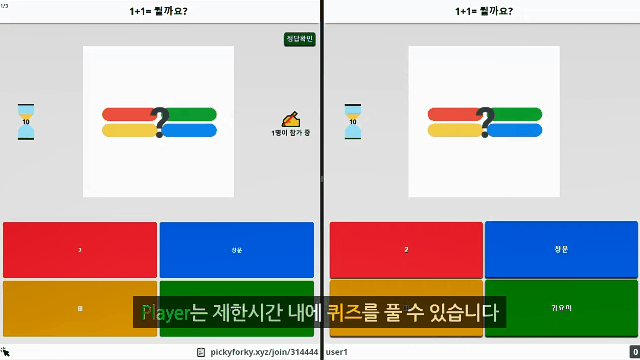 1/3
1+1= 뭘까요?
1+1= 뭘까요?
정답확인
10
1명이 참가 중
10
창문
2
창문
귀요미
Player는 제한시간 내에 퀴즈를 풀 수 있습니다
pickyforky.xyz/join/314444
user1
0